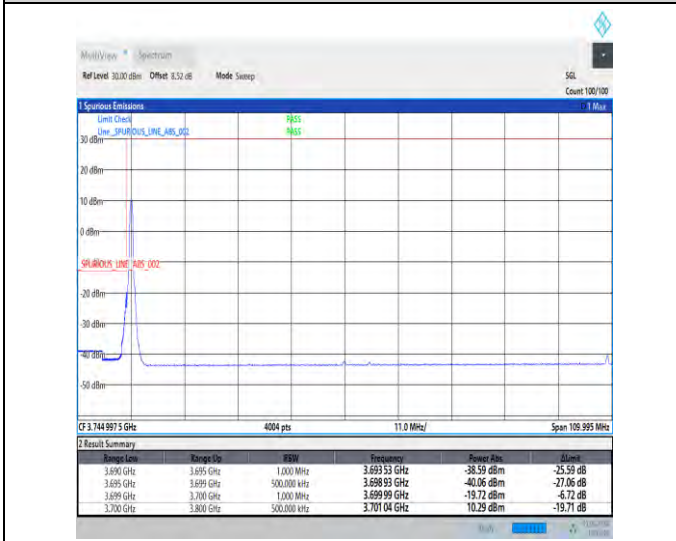 MultiView Spectrum
Ref Level 30.00 dBm Offset 8.52 dB Mode Sweep SGL
Count 100/100
1 Spurious Emissions 1 Max
Limit Check PASS
Line _SPURIOUS_LINE_ABS_002 PASS
30 dBm
20 dBm
10 dBm
0 dBm
_SPURIOUS_LINE_ABS_002
-20 dBm
-30 dBm
-40 dBm
-50 dBm
CF 3.744 997 5 GHz 4004 pts 11.0 MHz/ Span 109.995 MHz
2 Result Summary
Range Low Range Up RBW Frequency Power Abs ΔLimit
3.690 GHz 3.695 GHz 1.000 MHz 3.693 53 GHz -38.59 dBm -25.59 dB
3.695 GHz 3.699 GHz 500.000 kHz 3.698 93 GHz -40.06 dBm -27.06 dB
3.699 GHz 3.700 GHz 1.000 MHz 3.699 99 GHz -19.72 dBm -6.72 dB
3.700 GHz 3.800 GHz 500.000 kHz 3.701 04 GHz 10.29 dBm -19.71 dB